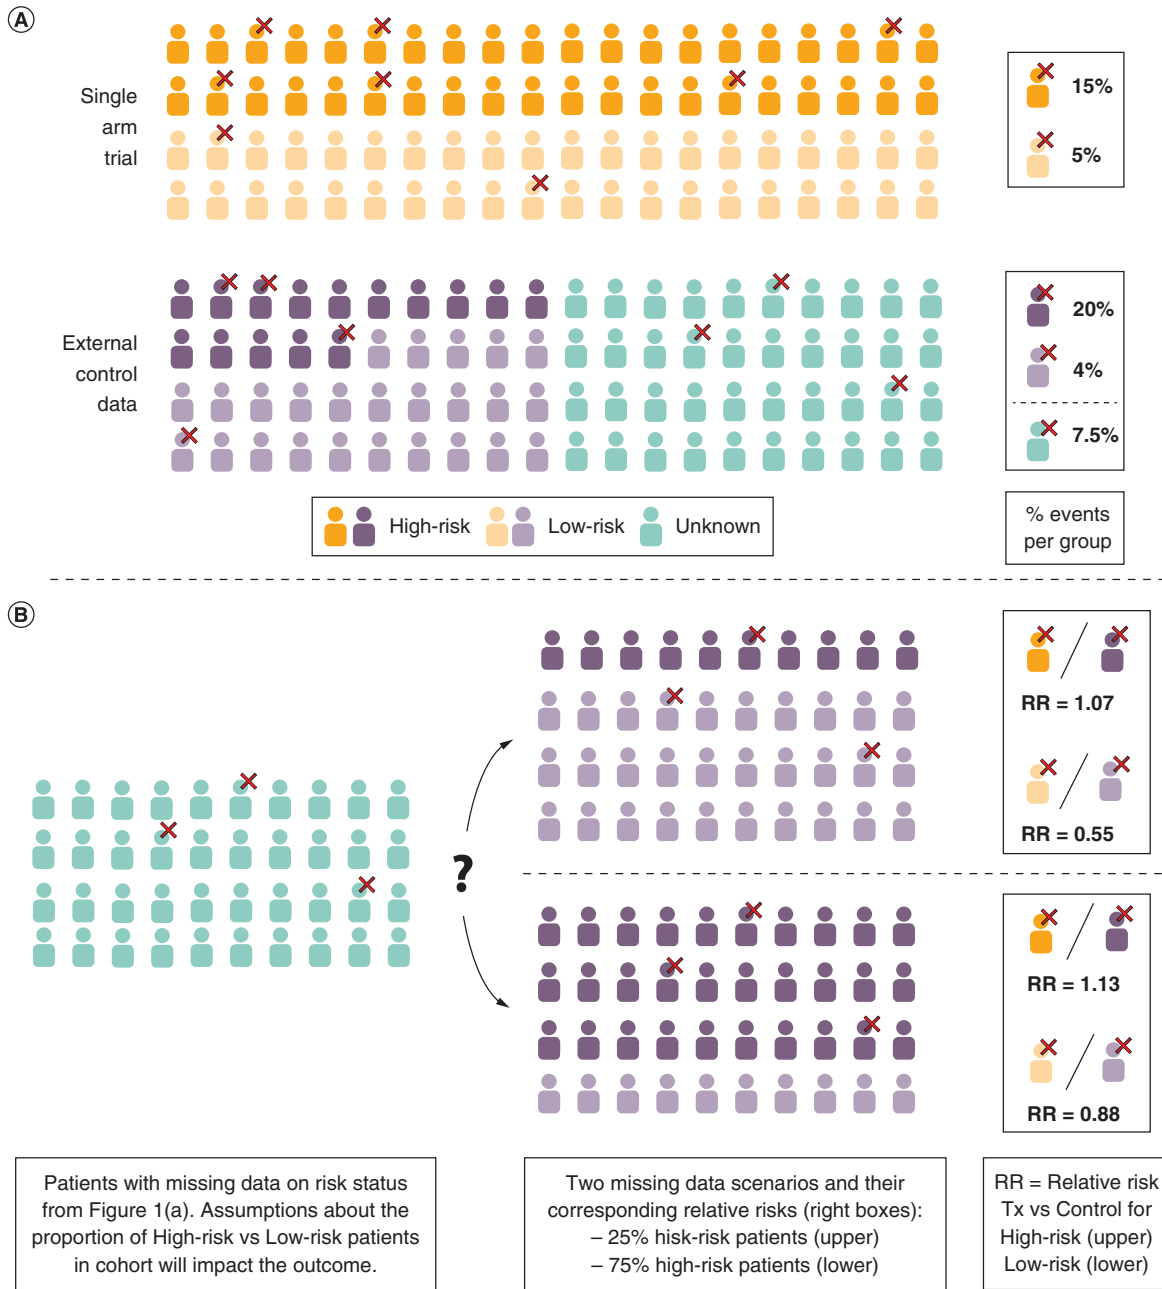 A
Single
arm
trial
15%
5%
External
control
data
20%
4%
7.5%
High-risk
Low-risk
Unknown
% events
per group
B
?
RR = 1.07
RR = 0.55
RR = 1.13
RR = 0.88
Patients with missing data on risk status
from Figure 1(a). Assumptions about the
proportion of High-risk vs Low-risk patients
in cohort will impact the outcome.
Two missing data scenarios and their
corresponding relative risks (right boxes):
– 25% hisk-risk patients (upper)
– 75% high-risk patients (lower)
RR = Relative risk
Tx vs Control for
High-risk (upper)
Low-risk (lower)